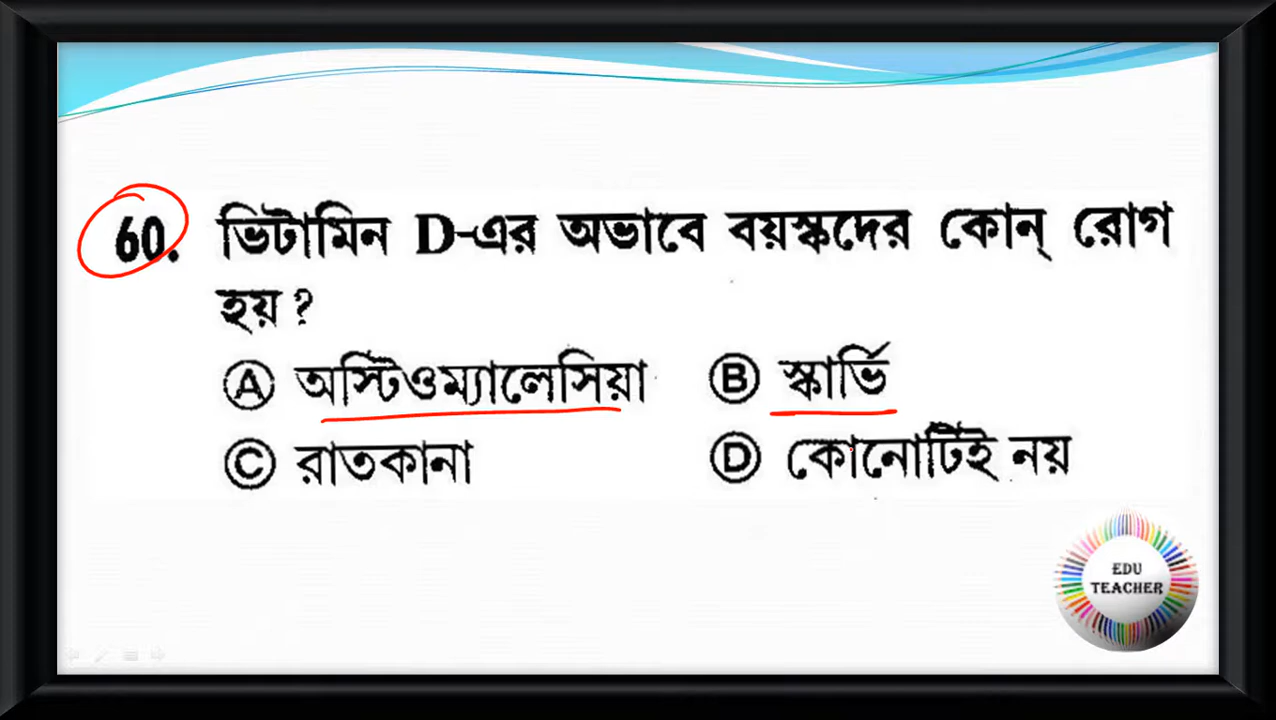 60. ভিটামিন D-এর অভাবে বয়স্কদের কোন্ রোগ
হয় ?
Ⓐ অস্টিওম্যালেসিয়া Ⓑ স্কার্ভি
Ⓒ রাতকানা Ⓓ কোনোটিই নয়
EDU
TEACHER